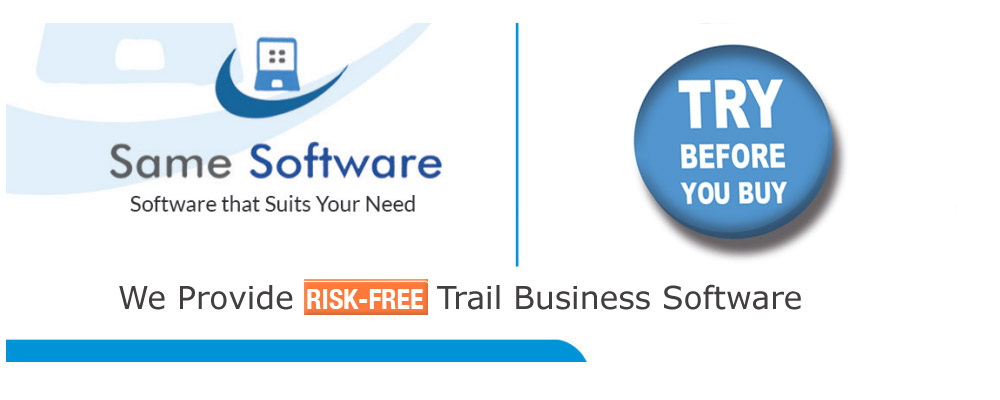 Same Software
Software that Suits Your Need
TRY
BEFORE
YOU BUY
We Provide RISK-FREE Trail Business Software